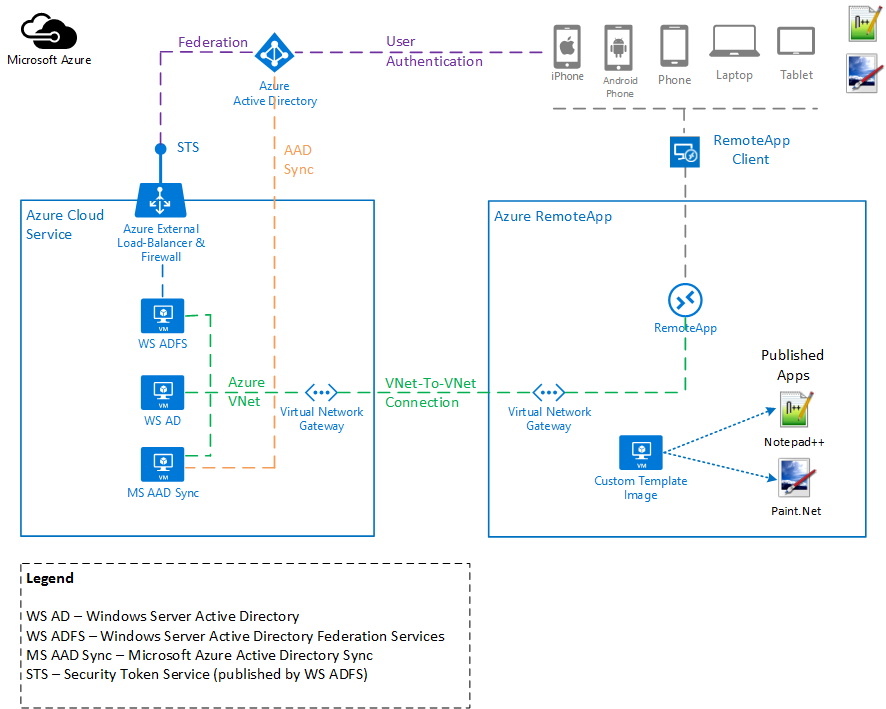 Microsoft Azure
Federation
User
Authentication
Azure
Active Directory
iPhone
Android
Phone
Phone
Laptop
Tablet
STS
AAD
Sync
RemoteApp
Client
Azure Cloud
Service
Azure External
Load-Balancer &
Firewall
VM
WS ADFS
VM
WS AD
VM
MS AAD Sync
Azure
VNet
Virtual Network
Gateway
VNet-To-VNet
Connection
Azure RemoteApp
RemoteApp
Virtual Network
Gateway
VM
Custom Template
Image
Published
Apps
Notepad++
Paint.Net
Legend
WS AD – Windows Server Active Directory
WS ADFS – Windows Server Active Directory Federation Services
MS AAD Sync – Microsoft Azure Active Directory Sync
STS – Security Token Service (published by WS ADFS)